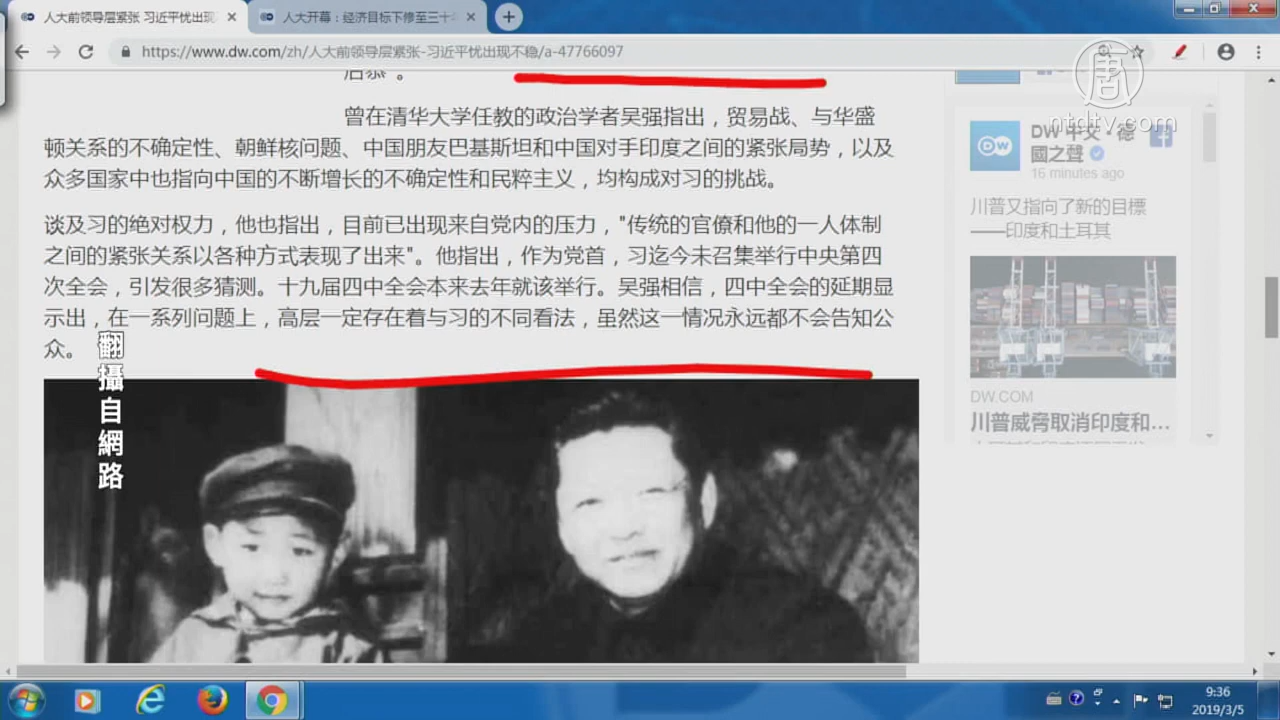 人大前领导层紧张 习近平忧出现
人大开幕：经济目标下修至三十
https://www.dw.com/zh/人大前领导层紧张-习近平忧出现不稳/a-47766097
唐
ntdtv.com
曾在清华大学任教的政治学者吴强指出，贸易战、与华盛
顿关系的不确定性、朝鲜核问题、中国朋友巴基斯坦和中国对手印度之间的紧张局势，以及
众多国家中也指向中国的不断增长的不确定性和民粹主义，均构成对习的挑战。
谈及习的绝对权力，他也指出，目前已出现来自党内的压力，"传统的官僚和他的一人体制
之间的紧张关系以各种方式表现了出来"。他指出，作为党首，习迄今未召集举行中央第四
次全会，引发很多猜测。十九届四中全会本来去年就该举行。吴强相信，四中全会的延期显
示出，在一系列问题上，高层一定存在着与习的不同看法，虽然这一情况永远都不会告知公
众。
翻攝自網路
DW
DW 中文 - 德
國之聲
16 minutes ago
川普又指向了新的目標
——印度和土耳其
DW.COM
川普威脅取消印度和...
9:36
2019/3/5